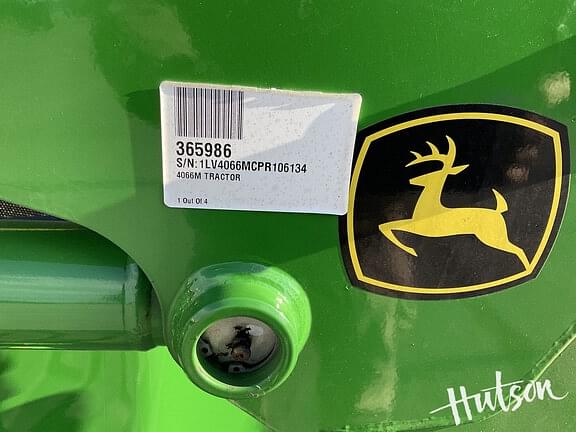 365986
S/N: 1LV4066MCPR106134
4066M TRACTOR
1 Out Of 4
Hutson